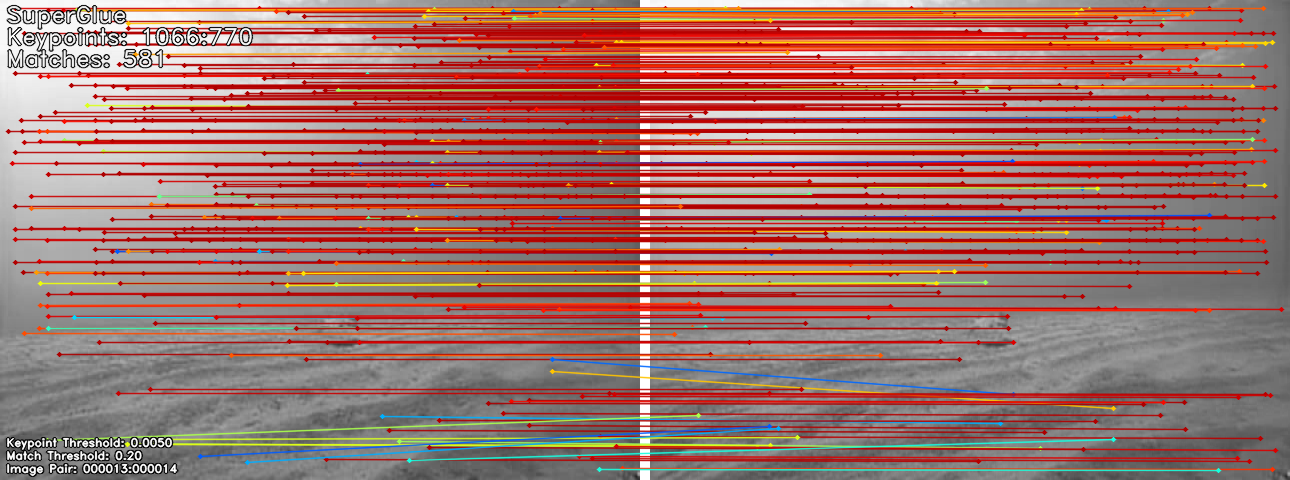 SuperGlue
Keypoints: 1066:770
Matches: 581
Keypoint Threshold: 0.0050
Match Threshold: 0.20
Image Pair: 000013:000014